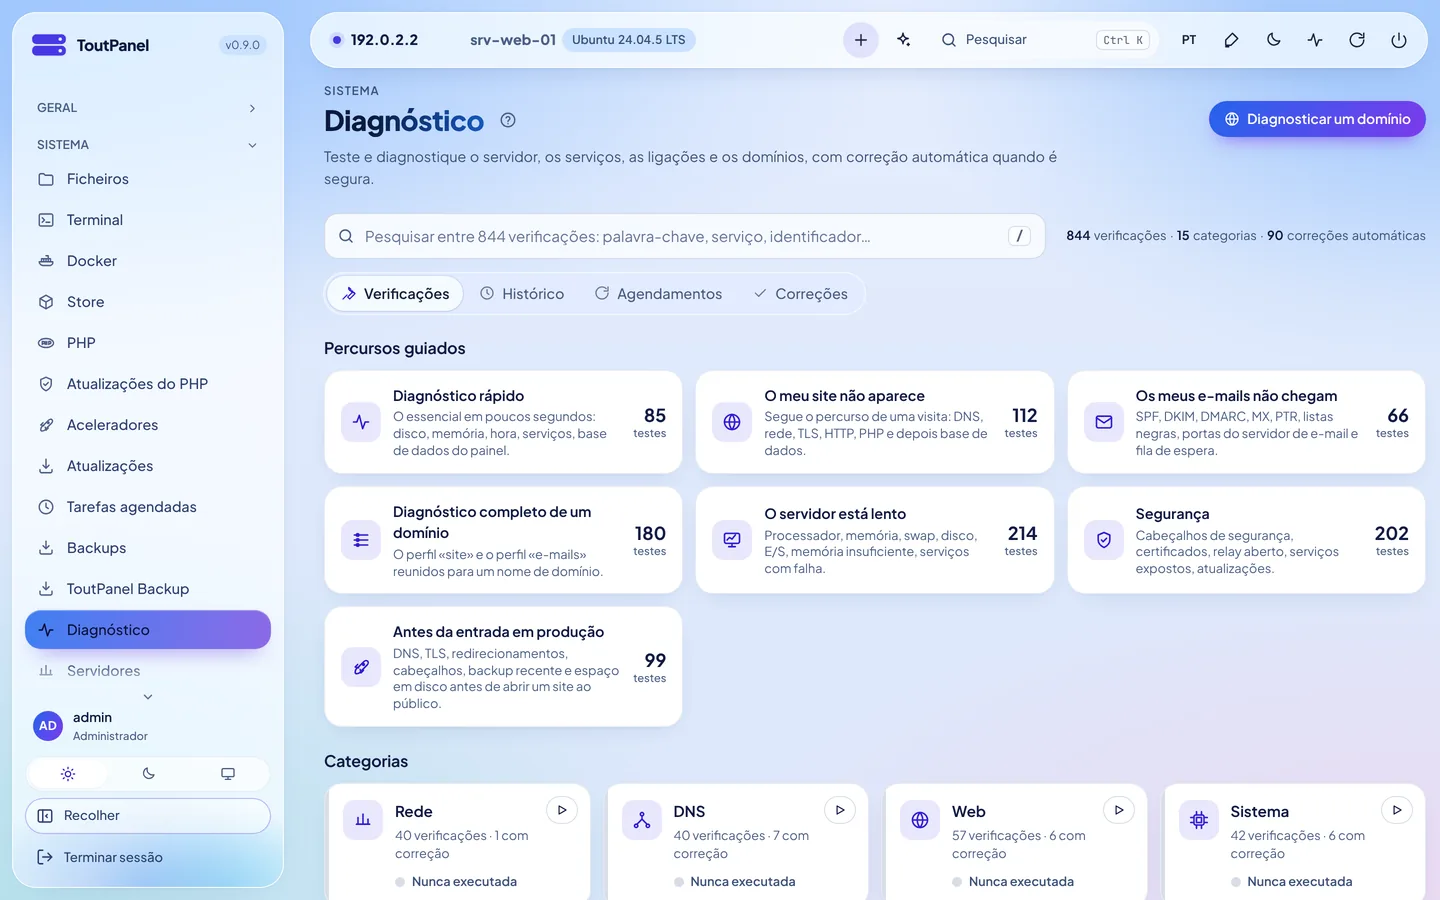 ToutPanel
v0.9.0
GERAL
SISTEMA
Ficheiros
Terminal
Docker
Store
PHP
Atualizações do PHP
Aceleradores
Atualizações
Tarefas agendadas
Backups
ToutPanel Backup
Diagnóstico
Servidores
AD
admin
Administrador
Recolher
Terminar sessão
192.0.2.2
srv-web-01
Ubuntu 24.04.5 LTS
Pesquisar
Ctrl K
PT
SISTEMA
Diagnóstico
Diagnosticar um domínio
Teste e diagnostique o servidor, os serviços, as ligações e os domínios, com correção automática quando é
segura.
Pesquisar entre 844 verificações: palavra-chave, serviço, identificador...
/
844 verificações · 15 categorias · 90 correções automáticas
Verificações
Histórico
Agendamentos
Correções
Percursos guiados
Diagnóstico rápido
O essencial em poucos segundos:
disco, memória, hora, serviços, base
de dados do painel.
85
testes
O meu site não aparece
Segue o percurso de uma visita: DNS,
rede, TLS, HTTP, PHP e depois base de
dados.
112
testes
Os meus e-mails não chegam
SPF, DKIM, DMARC, MX, PTR, listas
negras, portas do servidor de e-mail e
fila de espera.
66
testes
Diagnóstico completo de um
domínio
O perfil «site» e o perfil «e-mails»
reunidos para um nome de domínio.
180
testes
O servidor está lento
Processador, memória, swap, disco,
E/S, memória insuficiente, serviços
com falha.
214
testes
Segurança
Cabeçalhos de segurança,
certificados, relay aberto, serviços
expostos, atualizações.
202
testes
Antes da entrada em produção
DNS, TLS, redirecionamentos,
cabeçalhos, backup recente e espaço
em disco antes de abrir um site ao
público.
99
testes
Categorias
Rede
40 verificações · 1 com
correção
Nunca executada
DNS
40 verificações · 7 com
correção
Nunca executada
Web
57 verificações · 6 com
correção
Nunca executada
Sistema
42 verificações · 6 com
correção
Nunca executada